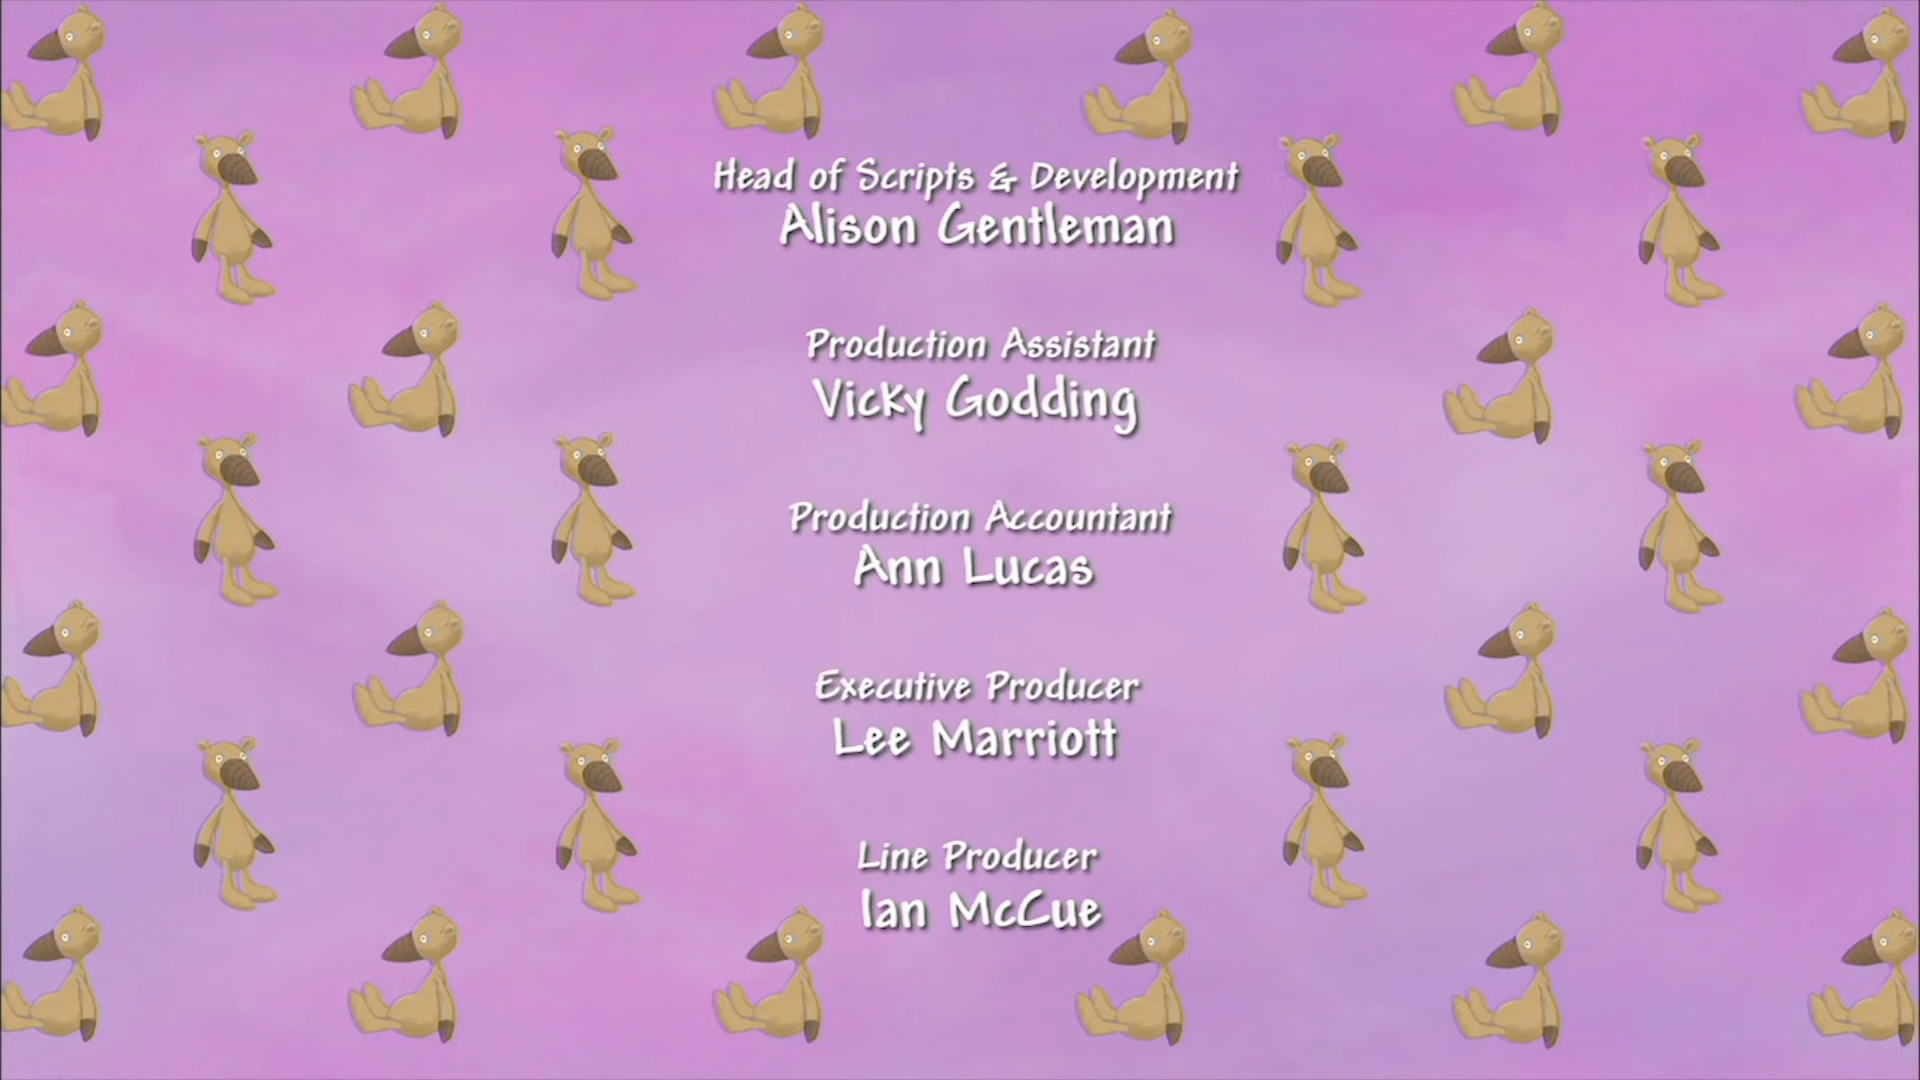 Head of Scripts & Development
Alison Gentleman
Production Assistant
Vicky Godding
Production Accountant
Ann Lucas
Executive Producer
Lee Marriott
Line Producer
Ian McCue